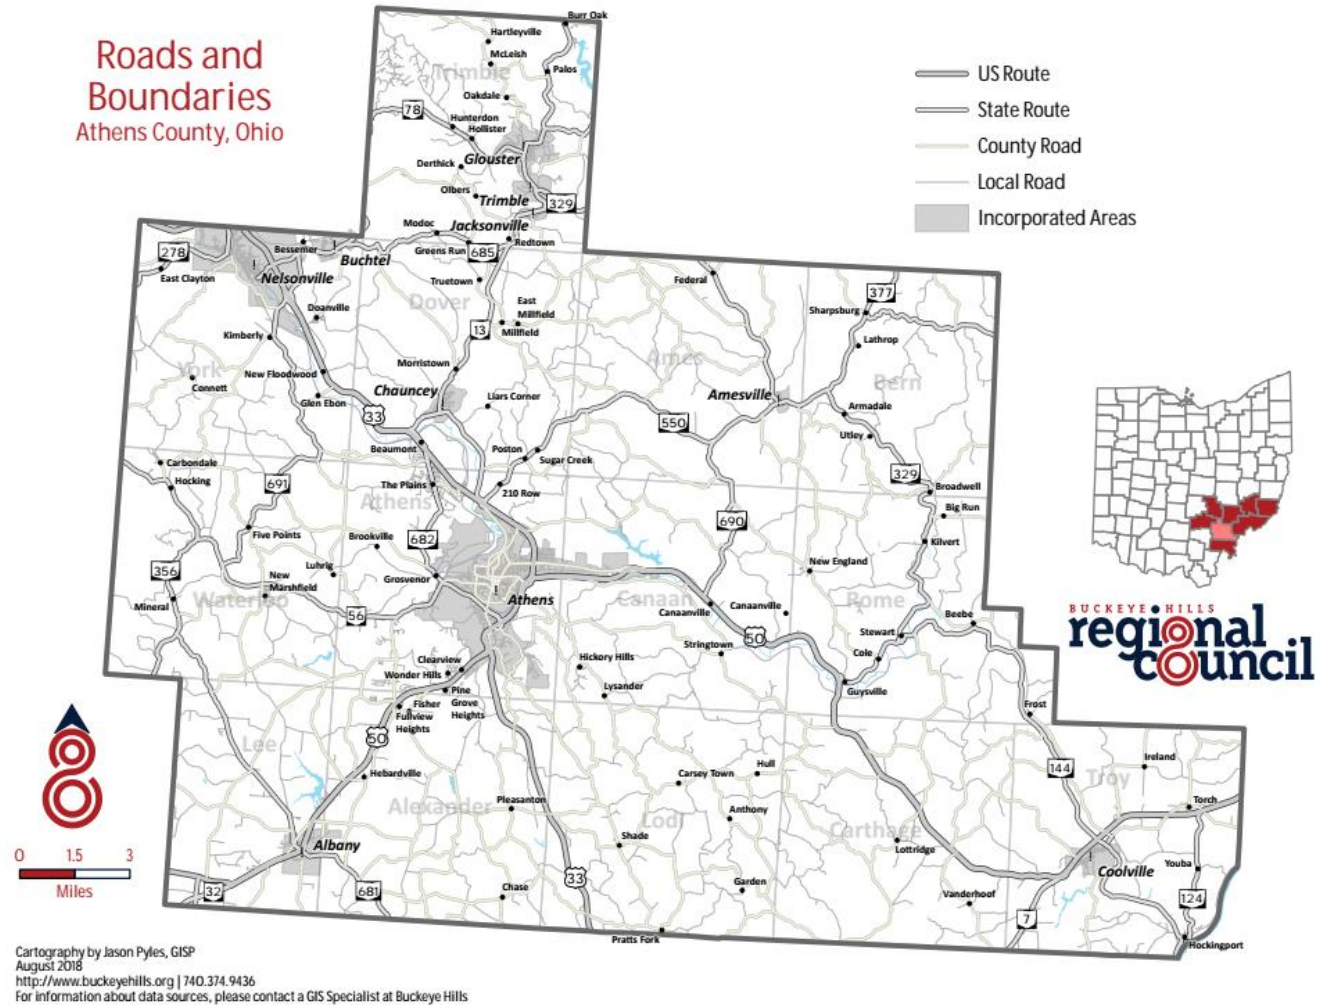 Roads and
Boundaries
Athens County, Ohio
US Route
State Route
County Road
Local Road
Incorporated Areas
Burr Oak
Hartleyville
McLeish
Trimble
Palos
Oakdale
78
Hunterdon
Hollister
Derthick
Glouster
Olbers
Trimble
329
Modoc
Jacksonville
Bessemer
Greens Run
685
Redtown
278
Buchtel
East Clayton
Nelsonville
Truetown
Federal
377
Dover
East
Millfield
Doanville
Sharpsburg
13
Millfield
Kimberly
Lathrop
Morristown
Ames
York
New Floodwood
Connett
Chauncey
Bern
Liars Corner
Amesville
Glen Ebon
33
Armadale
550
Utley
Beaumont
Poston
Sugar Creek
Carbondale
Hocking
691
The Plains
210 Row
329
Broadwell
Athens
Big Run
690
Five Points
Brookville
682
Kilvert
356
Luhrig
New
Marshfield
Grosvenor
New England
Mineral
Waterloo
56
Athens
Canaan
Canaanville
Canaanville
Rome
Beebe
50
Stewart
Stringtown
Cole
Clearview
Hickory Hills
Wonder Hills
Lysander
Guysville
Pine
Grove
Heights
Fisher
Fullview
Heights
Frost
50
Lee
Hebardville
144
Ireland
Carsey Town
Hull
Troy
Alexander
Pleasanton
Anthony
Torch
Lodi
Carthage
Shade
Lottridge
Albany
Coolville
Youba
33
Garden
32
681
Chase
Vanderhoof
124
7
Pratts Fork
Hockingport
BUCKEYE HILLS
regional
council
0 1.5 3
Miles
Cartography by Jason Pyles, GISP
August 2018
http://www.buckeyehills.org | 740.374.9436
For information about data sources, please contact a GIS Specialist at Buckeye Hills